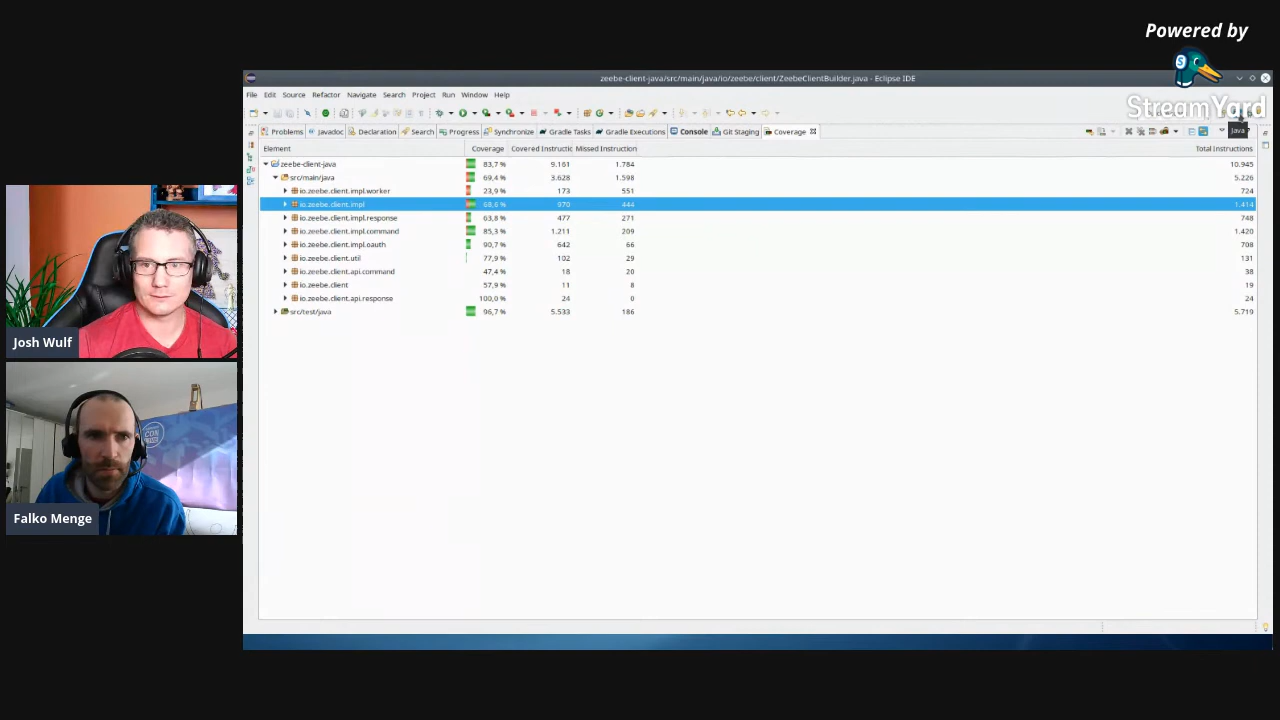 Powered by
S
StreamYard
zeebe-client-java/src/main/java/io/zeebe/client/ZeebeClientBuilder.java - Eclipse IDE
File Edit Source Refactor Navigate Search Project Run Window Help
Java
Problems Javadoc Declaration Search Progress Synchronize Gradle Tasks Gradle Executions Console Git Staging Coverage
Element Coverage Covered Instructic Missed Instruction Total Instructions
zeebe-client-java 83,7 % 9.161 1.784 10.945
src/main/java 69,4 % 3.628 1.598 5.226
io.zeebe.client.impl.worker 23,9 % 173 551 724
io.zeebe.client.impl 68,6 % 970 444 1.414
io.zeebe.client.impl.response 63,8 % 477 271 748
io.zeebe.client.impl.command 85,3 % 1.211 209 1.420
io.zeebe.client.impl.oauth 90,7 % 642 66 708
io.zeebe.client.util 77,9 % 102 29 131
io.zeebe.client.api.command 47,4 % 18 20 38
io.zeebe.client 57,9 % 11 8 19
io.zeebe.client.api.response 100,0 % 24 0 24
src/test/java 96,7 % 5.533 186 5.719
Josh Wulf
CON
Falko Menge